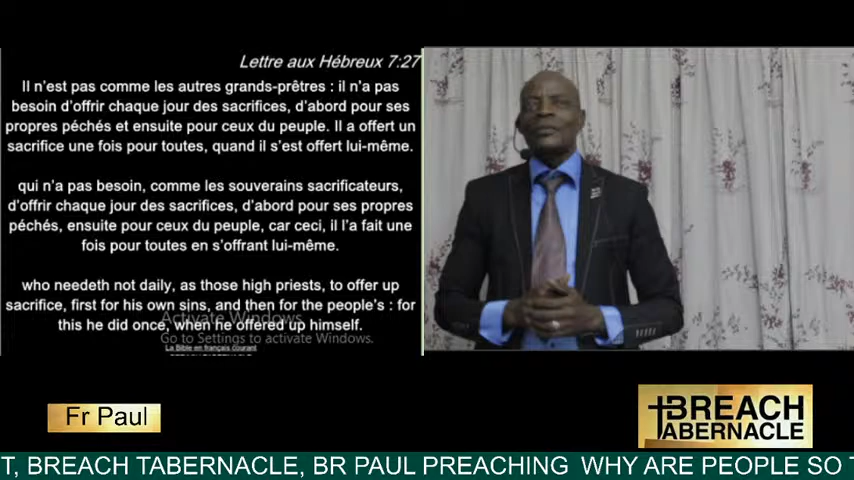 Lettre aux Hébreux 7:27
Il n'est pas comme les autres grands-prêtres : il n'a pas
besoin d'offrir chaque jour des sacrifices, d'abord pour ses
propres péchés et ensuite pour ceux du peuple. Il a offert un
sacrifice une fois pour toutes, quand il s'est offert lui-même.
qui n'a pas besoin, comme les souverains sacrificateurs,
d'offrir chaque jour des sacrifices, d'abord pour ses propres
péchés, ensuite pour ceux du peuple, car ceci, il l'a fait une
fois pour toutes en s'offrant lui-même.
who needeth not daily, as those high priests, to offer up
sacrifice, first for his own sins, and then for the people's : for
this he did once, when he offered up himself.
Activate Windows
Go to Settings to activate Windows.
La Bible en français courant
BREACH TABERNACLE
Fr Paul
BREACH
TABERNACLE
T, BREACH TABERNACLE, BR PAUL PREACHING WHY ARE PEOPLE SO T